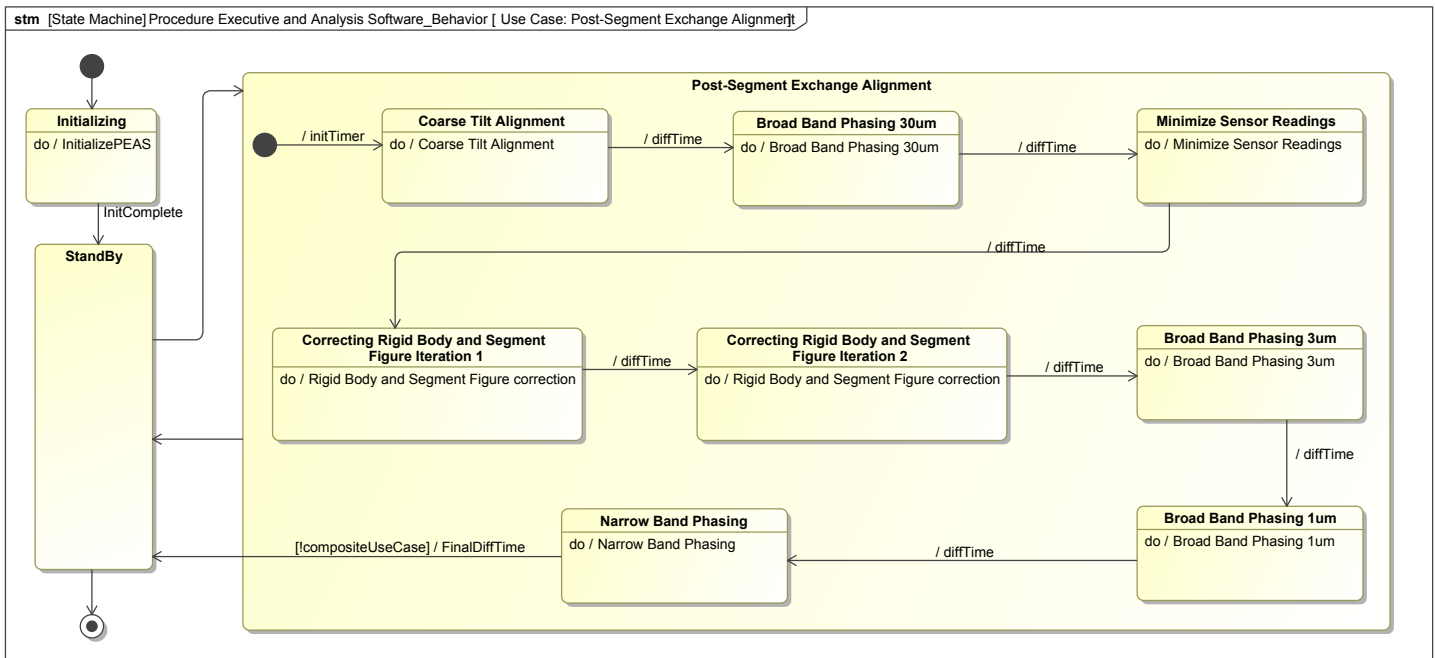 stm [State Machine] Procedure Executive and Analysis Software_Behavior [ Use Case: Post-Segment Exchange Alignment]
Post-Segment Exchange Alignment
Initializing
do / InitializePEAS
InitComplete
StandBy
/ initTimer
Coarse Tilt Alignment
do / Coarse Tilt Alignment
/ diffTime
Broad Band Phasing 30um
do / Broad Band Phasing 30um
/ diffTime
Minimize Sensor Readings
do / Minimize Sensor Readings
/ diffTime
Correcting Rigid Body and Segment
Figure Iteration 1
do / Rigid Body and Segment Figure correction
/ diffTime
Correcting Rigid Body and Segment
Figure Iteration 2
do / Rigid Body and Segment Figure correction
/ diffTime
Broad Band Phasing 3um
do / Broad Band Phasing 3um
/ diffTime
Broad Band Phasing 1um
do / Broad Band Phasing 1um
/ diffTime
Narrow Band Phasing
do / Narrow Band Phasing
[!compositeUseCase] / FinalDiffTime